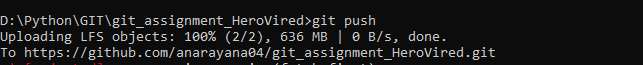 D:\Python\GIT\git_assignment_HeroVired>git push
Uploading LFS objects: 100% (2/2), 636 MB | 0 B/s, done.
To https://github.com/anarayana04/git_assignment_HeroVired.git